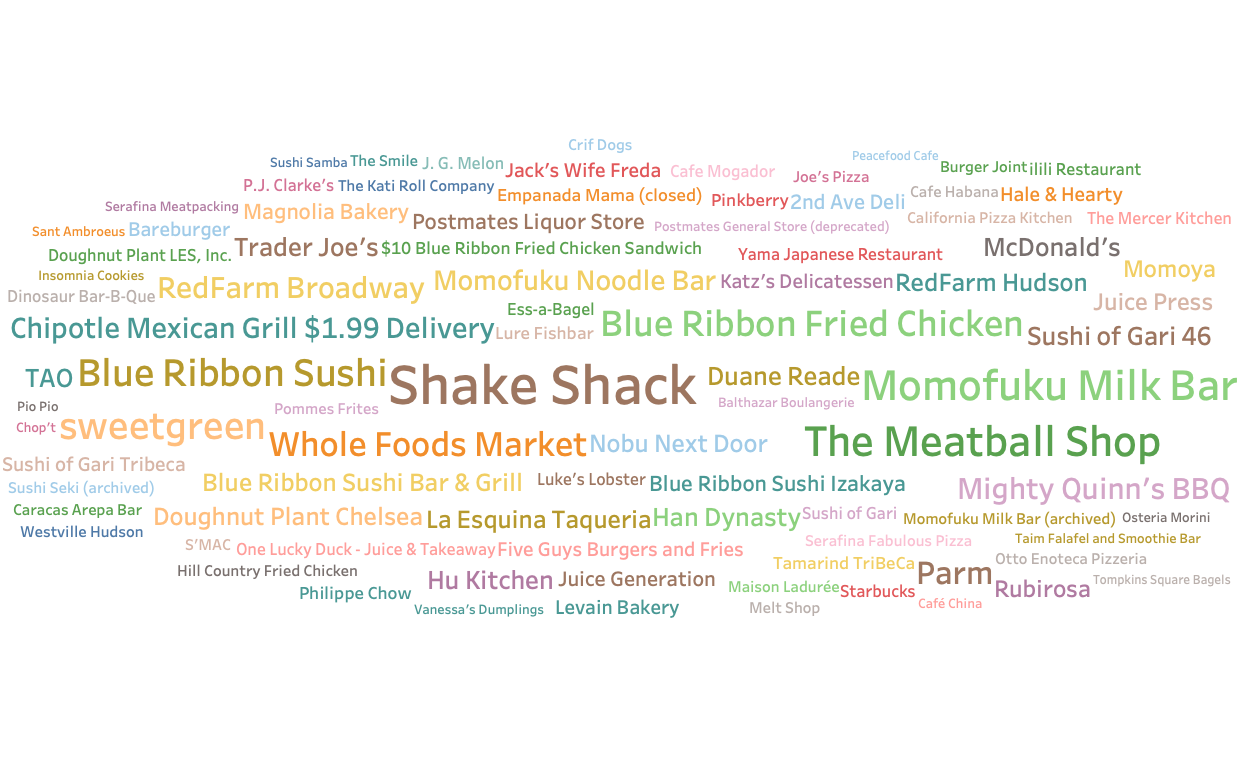 Crif Dogs
Sushi Samba The Smile J. G. Melon Jack's Wife Freda Cafe Mogador Joe's Pizza Peacefood Cafe Burger Joint ilili Restaurant
P.J. Clarke's The Kati Roll Company Empanada Mama (closed) Pinkberry 2nd Ave Deli Cafe Habana Hale & Hearty
Serafina Meatpacking Magnolia Bakery Postmates Liquor Store Postmates General Store (deprecated) California Pizza Kitchen The Mercer Kitchen
Sant Ambroeus Bareburger
Doughnut Plant LES, Inc. Trader Joe's $10 Blue Ribbon Fried Chicken Sandwich Yama Japanese Restaurant McDonald's
Insomnia Cookies RedFarm Broadway Momofuku Noodle Bar Katz's Delicatessen RedFarm Hudson Momoya
Dinosaur Bar-B-Que Ess-a-Bagel Juice Press
Chipotle Mexican Grill $1.99 Delivery Lure Fishbar Blue Ribbon Fried Chicken Sushi of Gari 46
TAO Blue Ribbon Sushi Shake Shack Duane Reade Momofuku Milk Bar
Pio Pio Pommes Frites Balthazar Boulangerie
Chop't sweetgreen Whole Foods Market Nobu Next Door The Meatball Shop
Sushi of Gari Tribeca
Sushi Seki (archived) Blue Ribbon Sushi Bar & Grill Luke's Lobster Blue Ribbon Sushi Izakaya Mighty Quinn's BBQ
Caracas Arepa Bar Doughnut Plant Chelsea La Esquina Taqueria Han Dynasty Sushi of Gari Momofuku Milk Bar (archived) Osteria Morini
Westville Hudson Taim Falafel and Smoothie Bar
S'MAC One Lucky Duck - Juice & Takeaway Five Guys Burgers and Fries Serafina Fabulous Pizza
Hill Country Fried Chicken Tamarind TriBeCa Otto Enoteca Pizzeria
Hu Kitchen Juice Generation Parm Tompkins Square Bagels
Philippe Chow Maison Ladurée Starbucks Rubirosa
Vanessa's Dumplings Levain Bakery Melt Shop Café China